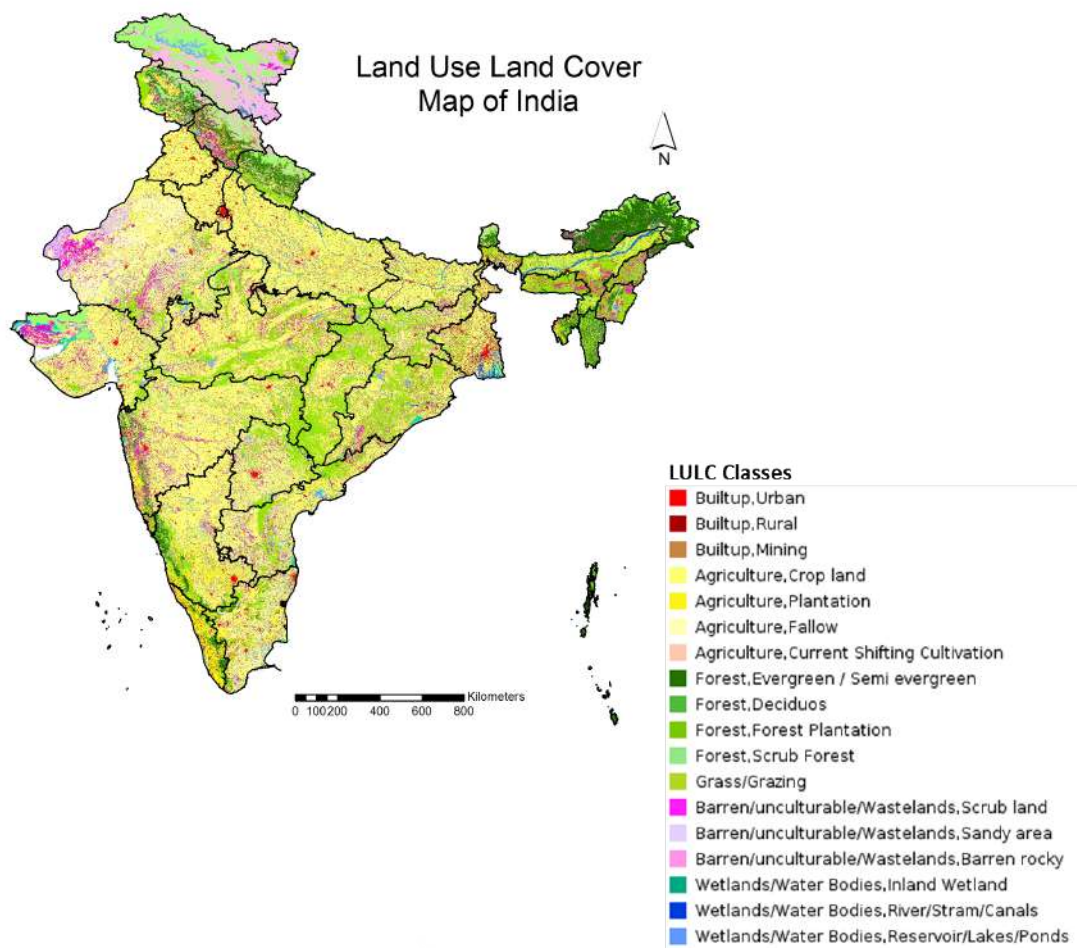 Land Use Land Cover
Map of India
N
Kilometers
0 100200 400 600 800
LULC Classes
Builtup,Urban
Builtup,Rural
Builtup,Mining
Agriculture,Crop land
Agriculture,Plantation
Agriculture,Fallow
Agriculture,Current Shifting Cultivation
Forest,Evergreen / Semi evergreen
Forest,Deciduos
Forest,Forest Plantation
Forest,Scrub Forest
Grass/Grazing
Barren/unculturable/Wastelands,Scrub land
Barren/unculturable/Wastelands,Sandy area
Barren/unculturable/Wastelands,Barren rocky
Wetlands/Water Bodies,Inland Wetland
Wetlands/Water Bodies,River/Stram/Canals
Wetlands/Water Bodies,Reservoir/Lakes/Ponds